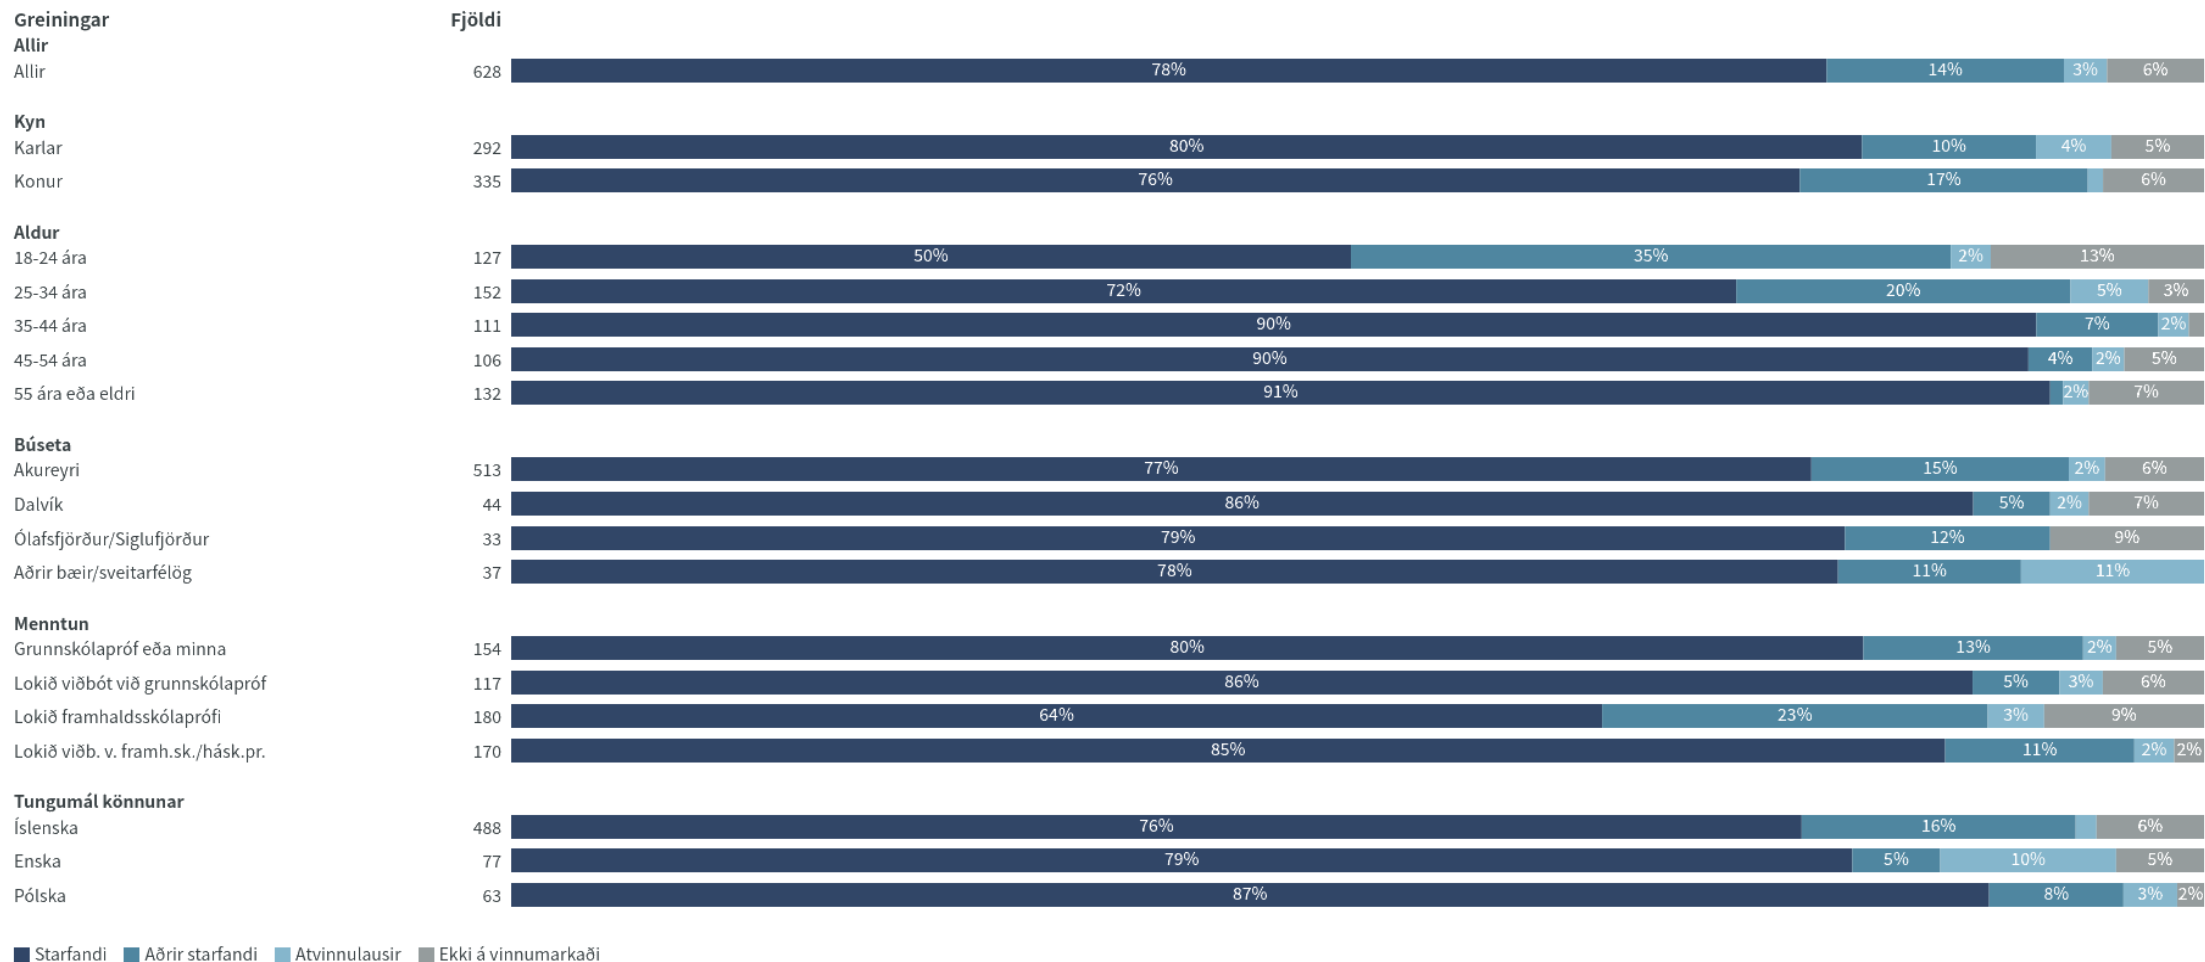 Greiningar Fjöldi
Allir
Allir 628 78% 14% 3% 6%
Kyn
Karlar 292 80% 10% 4% 5%
Konur 335 76% 17% 6%
Aldur
18-24 ára 127 50% 35% 2% 13%
25-34 ára 152 72% 20% 5% 3%
35-44 ára 111 90% 7% 2%
45-54 ára 106 90% 4% 2% 5%
55 ára eða eldri 132 91% 2% 7%
Búseta
Akureyri 513 77% 15% 2% 6%
Dalvík 44 86% 5% 2% 7%
Ólafsfjörður/Siglufjörður 33 79% 12% 9%
Aðrir bæir/sveitarfélög 37 78% 11% 11%
Menntun
Grunnskólapróf eða minna 154 80% 13% 2% 5%
Lokið viðbót við grunnskólapróf 117 86% 5% 3% 6%
Lokið framhaldsskólaprófi 180 64% 23% 3% 9%
Lokið viðb. v. framh.sk./hásk.pr. 170 85% 11% 2% 2%
Tungumál könnunar
Íslenska 488 76% 16% 6%
Enska 77 79% 5% 10% 5%
Pólska 63 87% 8% 3% 2%
Starfandi Aðrir starfandi Atvinnulausir Ekki á vinnumarkaði